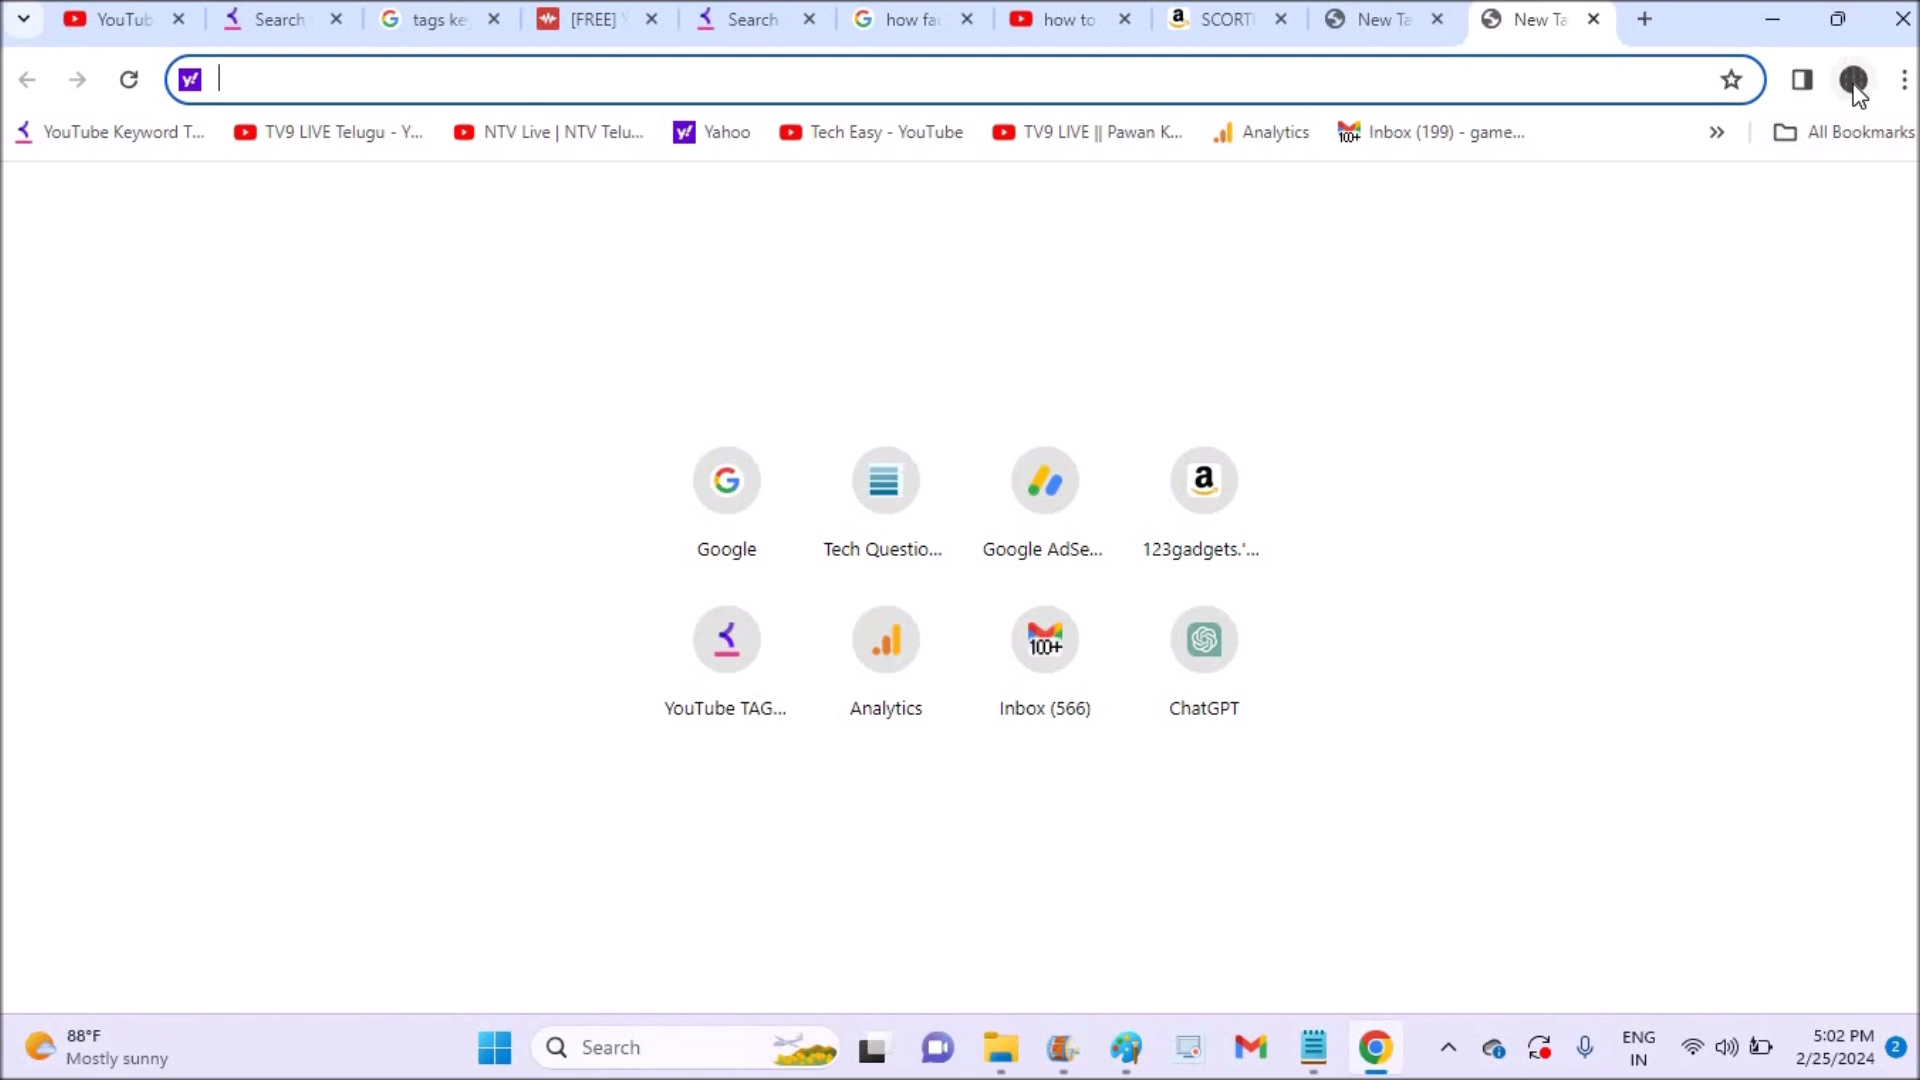 YouTub
Search
tags ke
[FREE]
Search
how fa
how to
SCORT
New Ta
New Ta
y!
YouTube Keyword T...
TV9 LIVE Telugu - Y...
NTV Live | NTV Telu...
y! Yahoo
Tech Easy - YouTube
TV9 LIVE || Pawan K...
Analytics
100+ Inbox (199) - game...
»
All Bookmarks
Google
Tech Questio...
Google AdSe...
123gadgets.'...
100+
YouTube TAG...
Analytics
Inbox (566)
ChatGPT
88°F
Mostly sunny
Search
ENG
IN
5:02 PM
2/25/2024
2